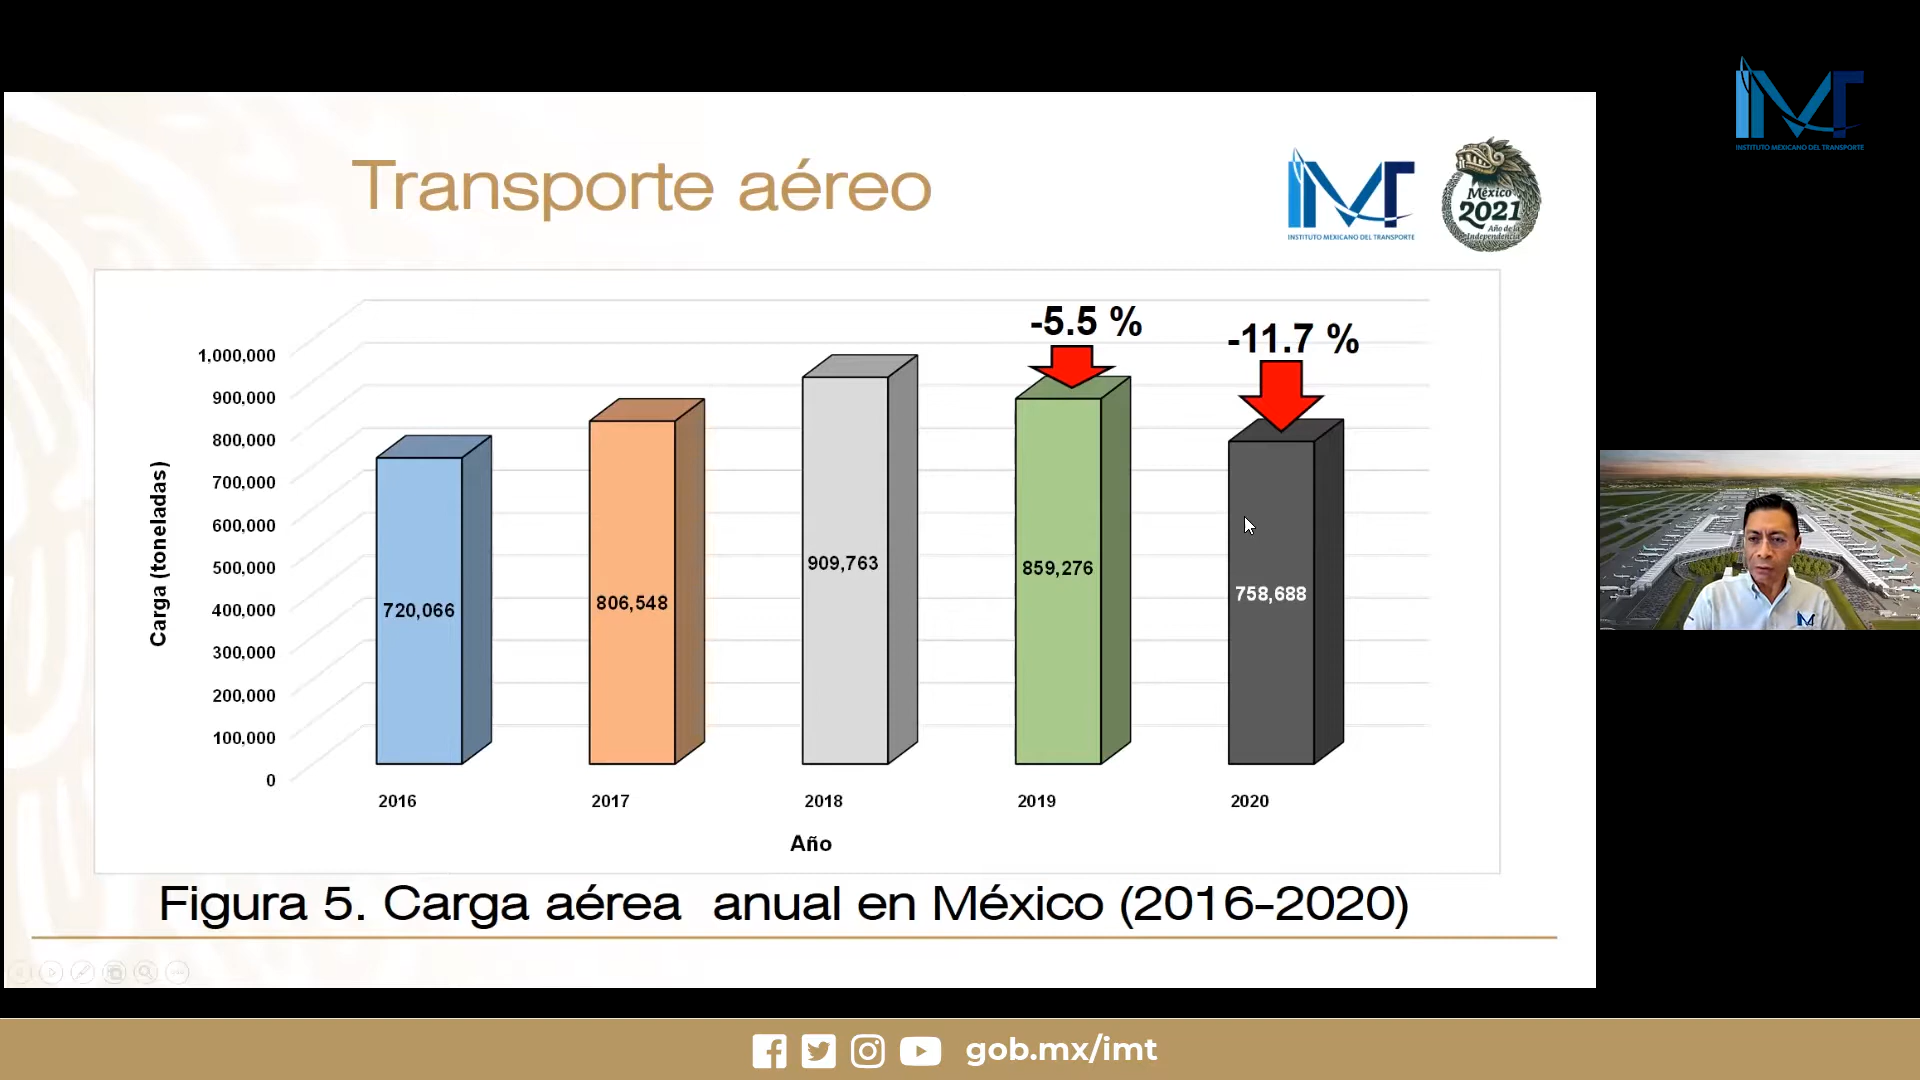 INSTITUTO MEXICANO DEL TRANSPORTE
Transporte aéreo
INSTITUTO MEXICANO DEL TRANSPORTE
México
2021
Año de la
Independencia
-5.5 %
-11.7 %
Carga (toneladas)
1,000,000
900,000
800,000
700,000
600,000
500,000
400,000
300,000
200,000
100,000
0
720,066
806,548
909,763
859,276
758,688
2016
2017
2018
2019
2020
Año
Figura 5. Carga aérea  anual en México (2016-2020)
gob.mx/imt